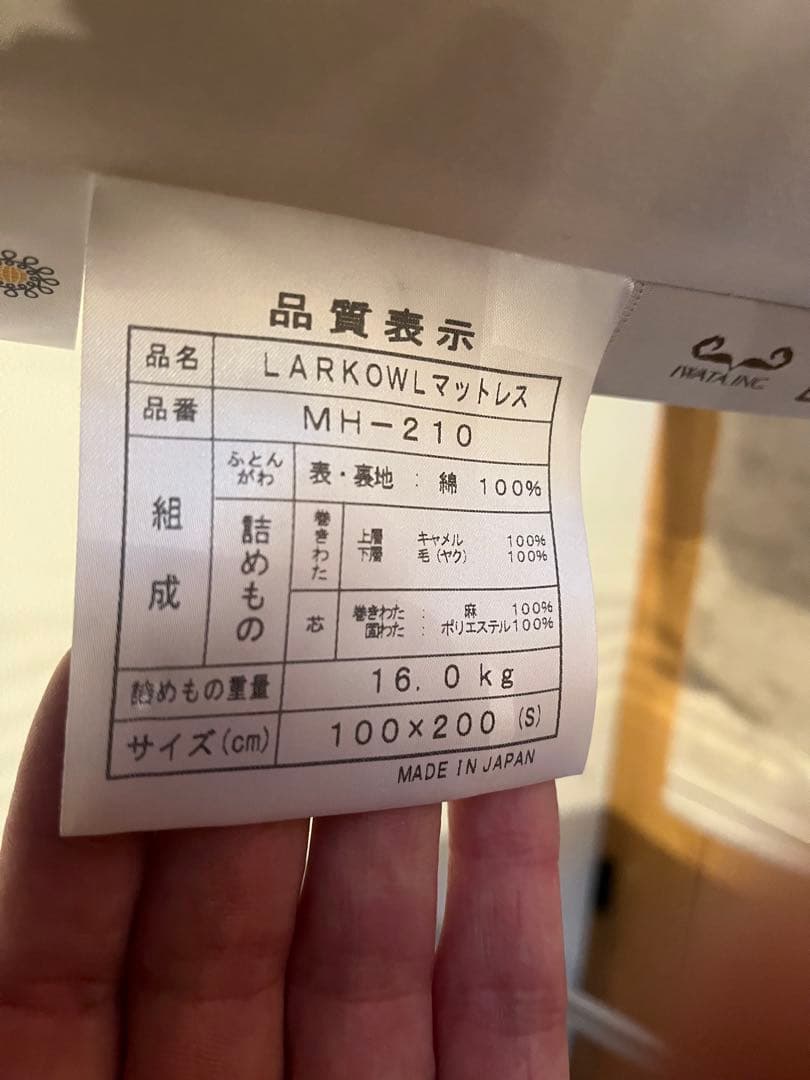 品質表示
品名 LARKOWLマットレス
品番 MH-210
組成 ふとんがわ 表・裏地 : 綿 100%
詰めもの 巻きわた 上層 キャメル 100%
下層 毛(ヤク) 100%
芯 巻きわた : 麻 100%
固わた : ポリエステル100%
詰めもの重量 16.0kg
サイズ(cm) 100×200 (S)
MADE IN JAPAN
IWATA.INC